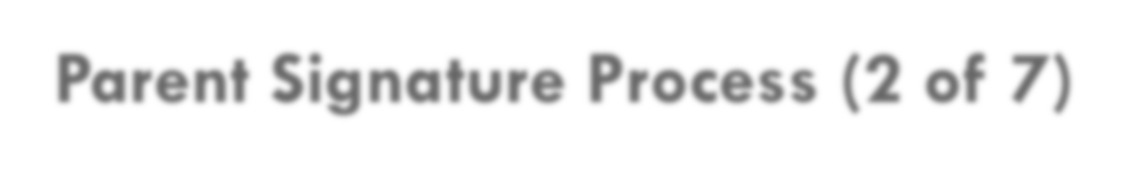 Parent Signature Process (2 of 7)